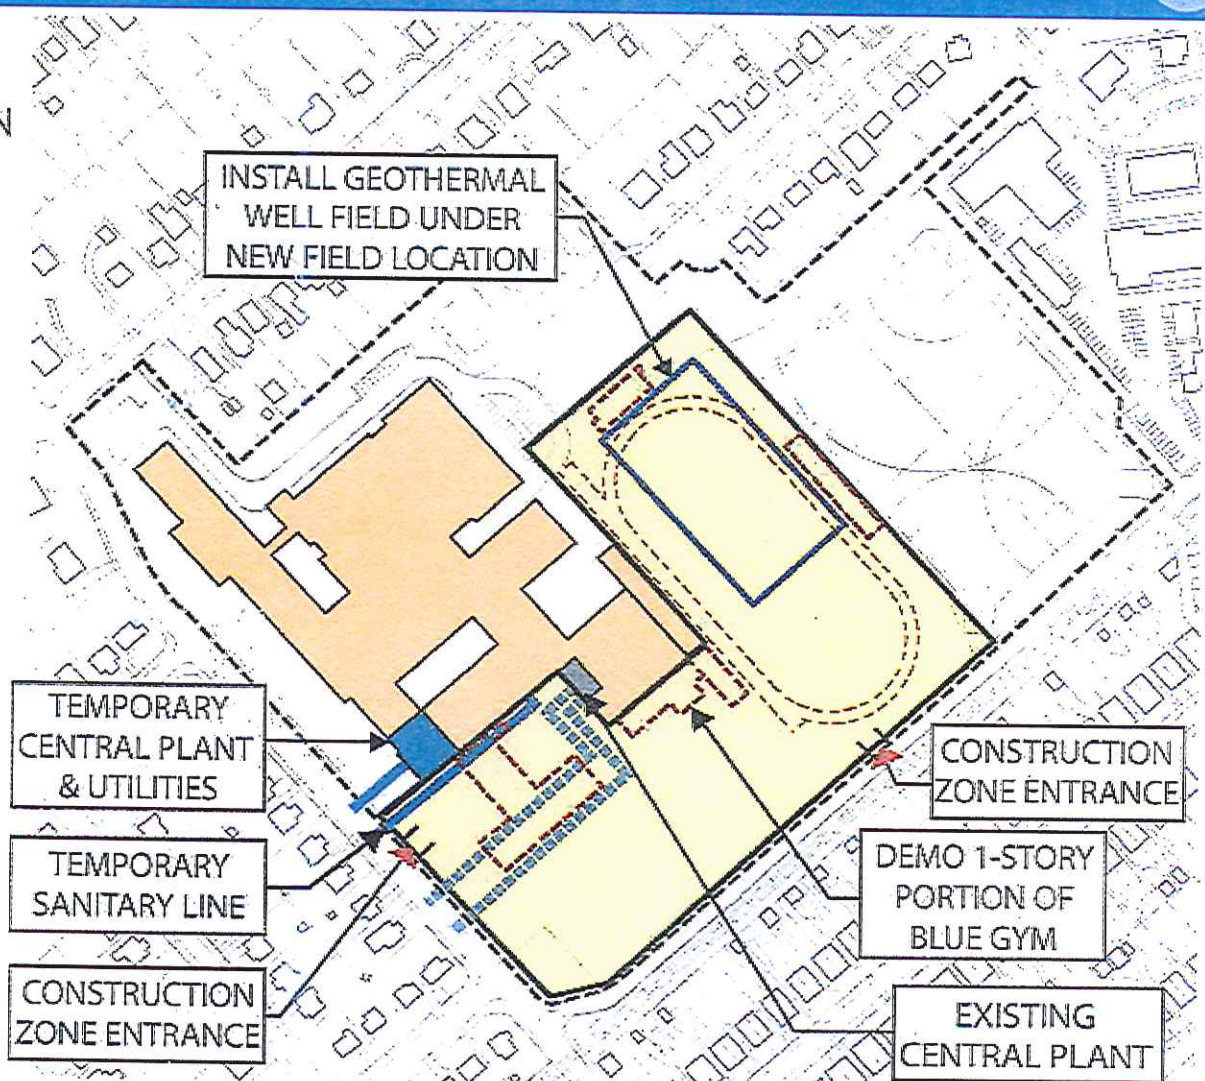 N
INSTALL GEOTHERMAL
WELL FIELD UNDER
NEW FIELD LOCATION
TEMPORARY
CENTRAL PLANT
& UTILITIES
TEMPORARY
SANITARY LINE
CONSTRUCTION
ZONE ENTRANCE
CONSTRUCTION
ZONE ENTRANCE
DEMO 1-STORY
PORTION OF
BLUE GYM
EXISTING
CENTRAL PLANT